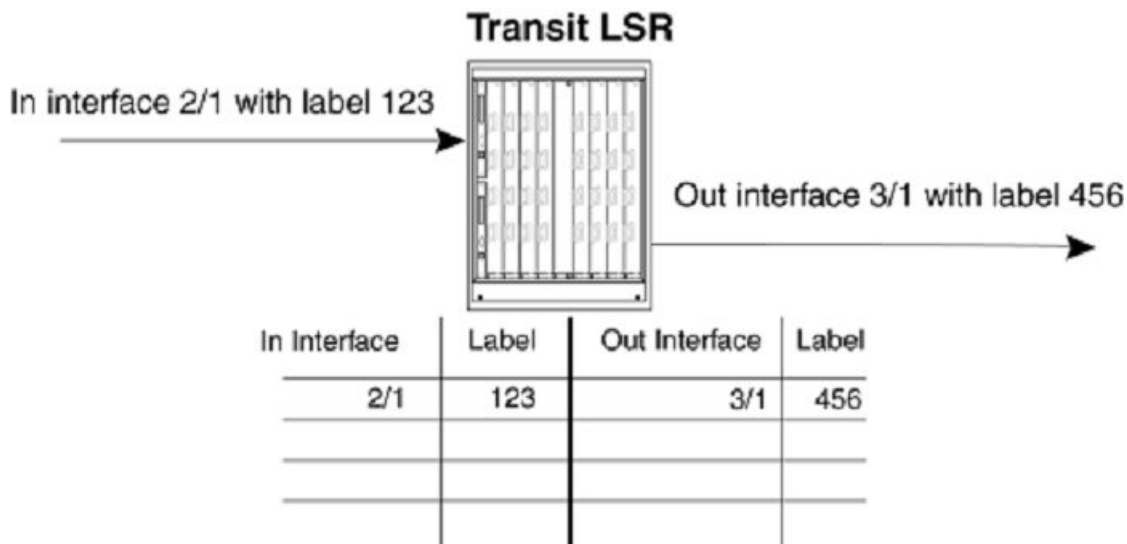 Transit LSR
In interface 2/1 with label 123
Out interface 3/1 with label 456
In Interface Label Out Interface Label
2/1 123 3/1 456